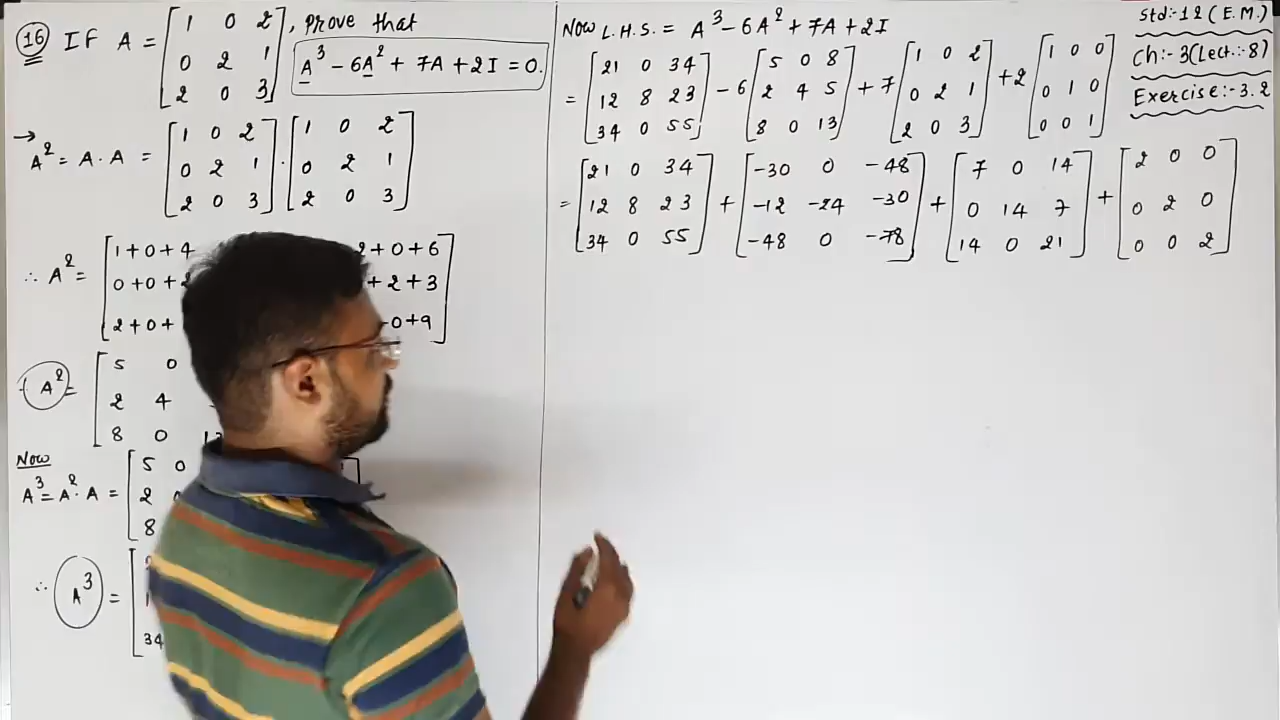 16 If A = [1 0 2, Prove that
0 2 1
2 0 3]
A³ - 6A² + 7A + 2I = 0.
→ A² = A·A = [1 0 2] · [1 0 2]
[0 2 1] [0 2 1]
[2 0 3] [2 0 3]
∴ A² = [1+0+4 2+0+6]
[0+0+2 +2+3]
[2+0+ 0+9]
A² = [5 0
2 4
8 0 13
Now
A³ = A²·A = [5 0
2
8
∴ A³ = [
34
Now L.H.S. = A³ - 6A² + 7A + 2I
= [21 0 34] - 6 [5 0 8] + 7 [1 0 2] + 2 [1 0 0]
[12 8 23] [2 4 5] [0 2 1] [0 1 0]
[34 0 55] [8 0 13] [2 0 3] [0 0 1]
= [21 0 34] + [-30 0 -48] + [7 0 14] + [2 0 0]
[12 8 23] [-12 -24 -30] [0 14 7] [0 2 0]
[34 0 55] [-48 0 -78] [14 0 21] [0 0 2]
Std:-12 (E.M.)
Ch:-3(Lect.:-8)
Exercise:-3.2